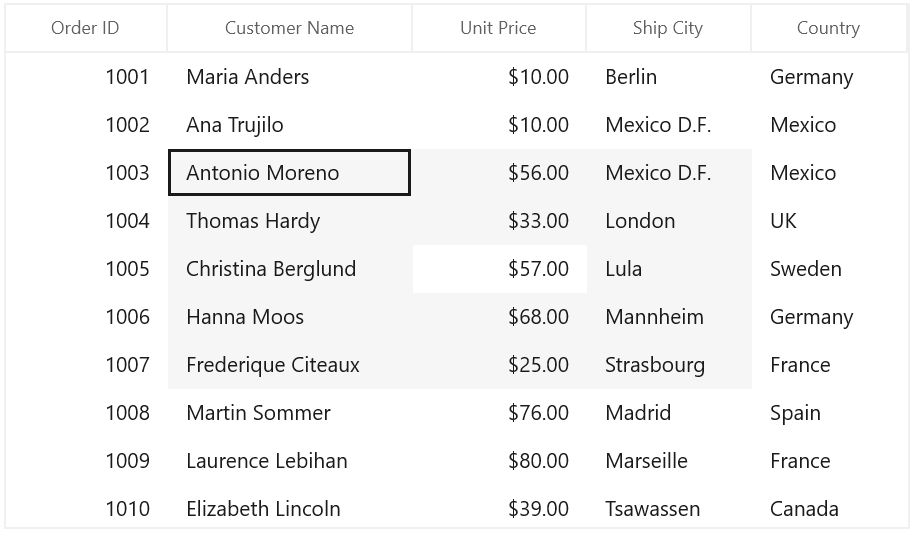 Order ID Customer Name Unit Price Ship City Country
1001 Maria Anders $10.00 Berlin Germany
1002 Ana Trujilo $10.00 Mexico D.F. Mexico
1003 Antonio Moreno $56.00 Mexico D.F. Mexico
1004 Thomas Hardy $33.00 London UK
1005 Christina Berglund $57.00 Lula Sweden
1006 Hanna Moos $68.00 Mannheim Germany
1007 Frederique Citeaux $25.00 Strasbourg France
1008 Martin Sommer $76.00 Madrid Spain
1009 Laurence Lebihan $80.00 Marseille France
1010 Elizabeth Lincoln $39.00 Tsawassen Canada